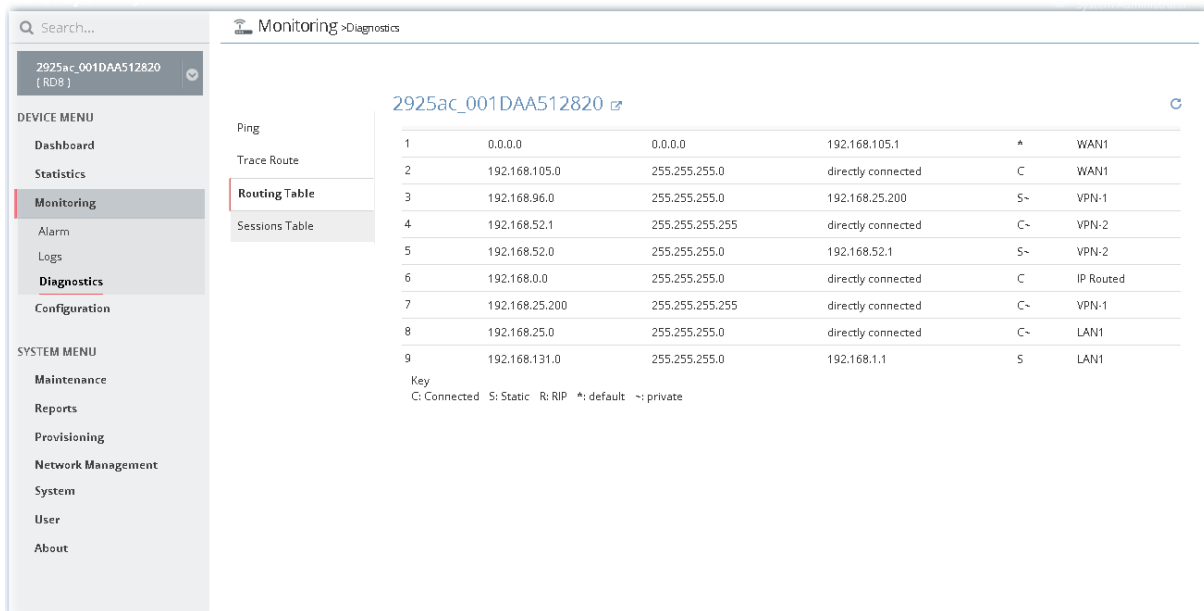 Search...
Monitoring >Diagnostics
2925ac_001DAA512820
( RD8 )
DEVICE MENU
Dashboard
Statistics
Monitoring
Alarm
Logs
Diagnostics
Configuration
SYSTEM MENU
Maintenance
Reports
Provisioning
Network Management
System
User
About
Ping
Trace Route
Routing Table
Sessions Table
2925ac_001DAA512820
1 0.0.0.0 0.0.0.0 192.168.105.1 * WAN1
2 192.168.105.0 255.255.255.0 directly connected C WAN1
3 192.168.96.0 255.255.255.0 192.168.25.200 S~ VPN-1
4 192.168.52.1 255.255.255.255 directly connected C~ VPN-2
5 192.168.52.0 255.255.255.0 192.168.52.1 S~ VPN-2
6 192.168.0.0 255.255.255.0 directly connected C IP Routed
7 192.168.25.200 255.255.255.255 directly connected C~ VPN-1
8 192.168.25.0 255.255.255.0 directly connected C~ LAN1
9 192.168.131.0 255.255.255.0 192.168.1.1 S LAN1
Key
C: Connected S: Static R: RIP *: default ~: private